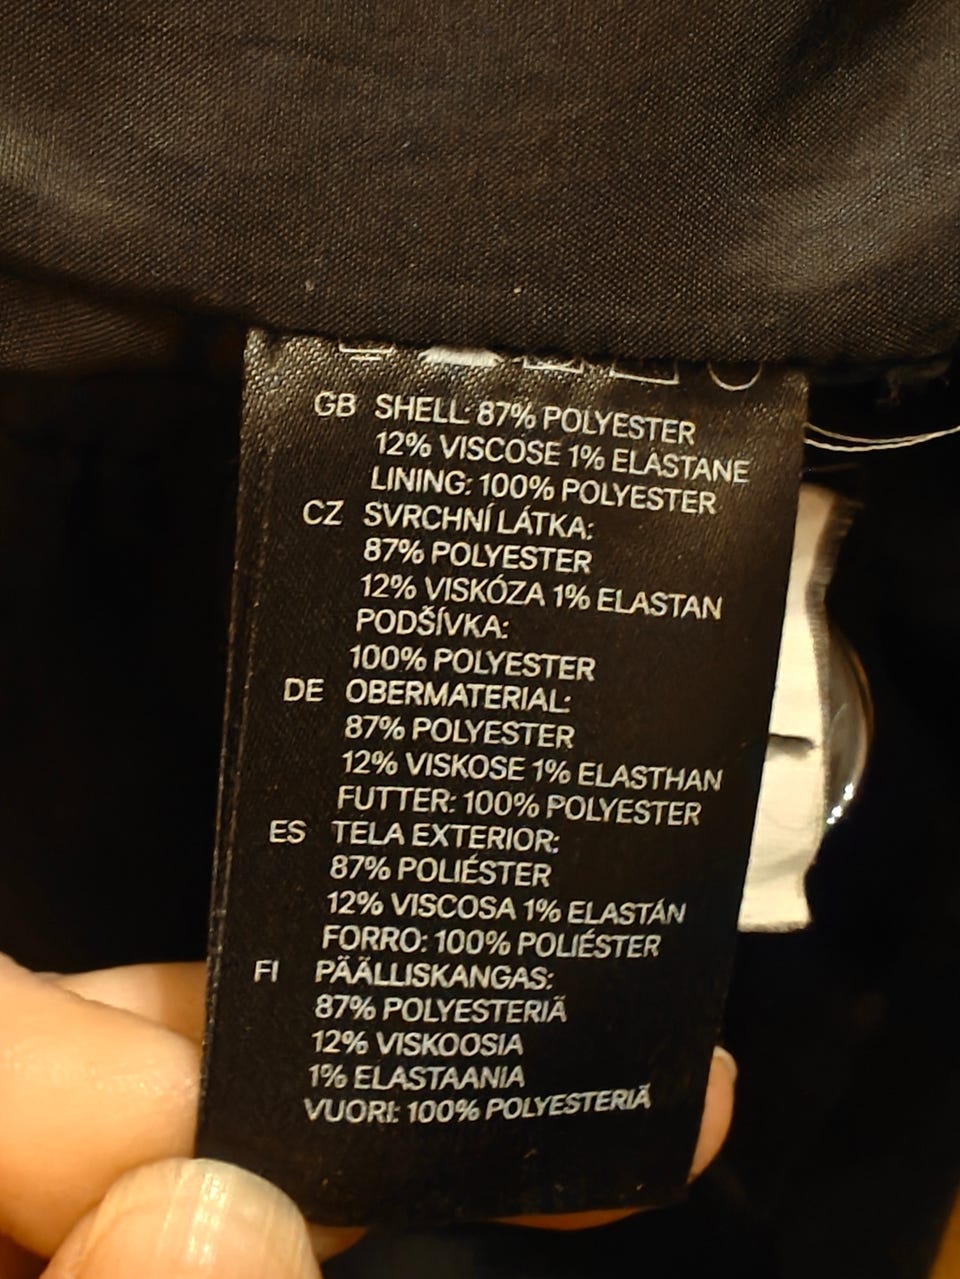 GB SHELL: 87% POLYESTER
12% VISCOSE 1% ELASTANE
LINING: 100% POLYESTER
CZ SVRCHNÍ LÁTKA:
87% POLYESTER
12% VISKÓZA 1% ELASTAN
PODŠÍVKA:
100% POLYESTER
DE OBERMATERIAL:
87% POLYESTER
12% VISKOSE 1% ELASTHAN
FUTTER: 100% POLYESTER
ES TELA EXTERIOR:
87% POLIÉSTER
12% VISCOSA 1% ELASTÁN
FORRO: 100% POLIÉSTER
FI PÄÄLLISKANGAS:
87% POLYESTERIÄ
12% VISKOOSIA
1% ELASTAANIA
VUORI: 100% POLYESTERIÄ